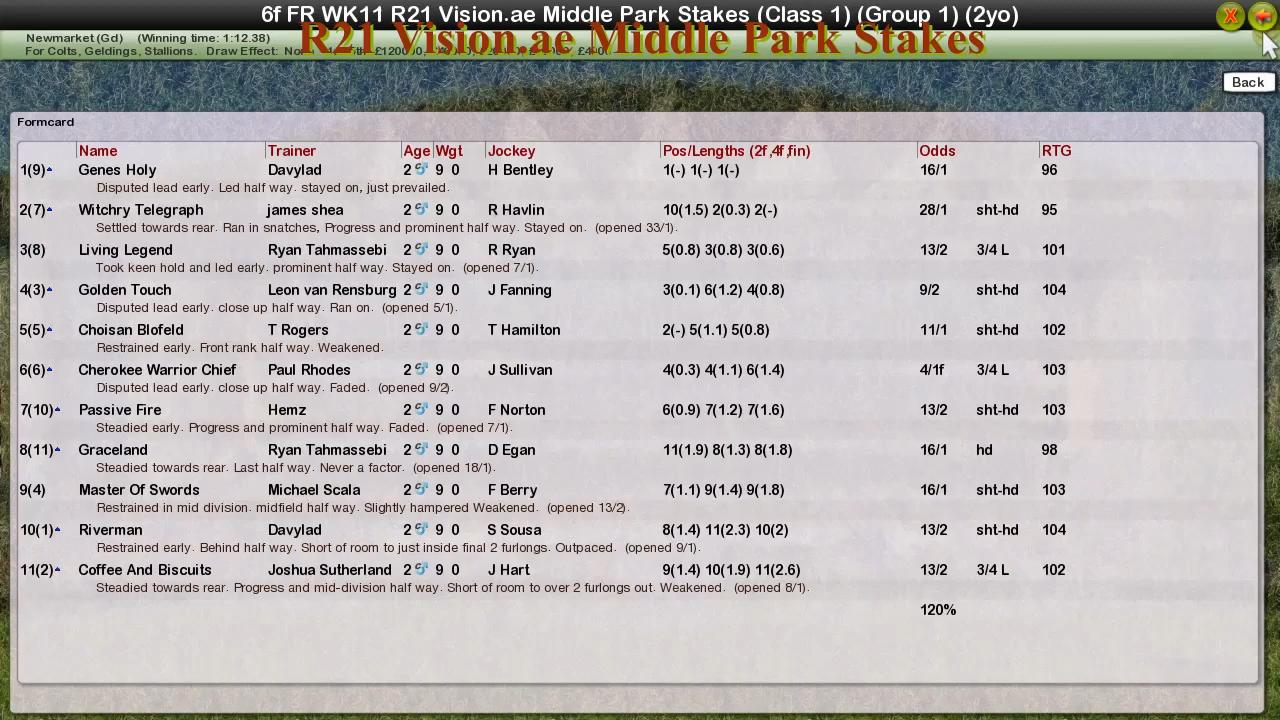 6f FR WK11 R21 Vision.ae Middle Park Stakes (Class 1) (Group 1) (2yo)
R21 Vision.ae Middle Park Stakes
Newmarket (Gd) (Winning time: 1:12.38)
For Colts, Geldings, Stallions. Draw Effect:
Back
Formcard
Name Trainer Age Wgt Jockey Pos/Lengths (2f,4f,fin) Odds RTG
1(9) Genes Holy Davylad 2 9 0 H Bentley 1(-) 1(-) 1(-) 16/1 96
Disputed lead early. Led half way. stayed on, just prevailed.
2(7) Witchry Telegraph james shea 2 9 0 R Havlin 10(1.5) 2(0.3) 2(-) 28/1 sht-hd 95
Settled towards rear. Ran in snatches, Progress and prominent half way. Stayed on. (opened 33/1).
3(8) Living Legend Ryan Tahmassebi 2 9 0 R Ryan 5(0.8) 3(0.8) 3(0.6) 13/2 3/4 L 101
Took keen hold and led early. prominent half way. Stayed on. (opened 7/1).
4(3) Golden Touch Leon van Rensburg 2 9 0 J Fanning 3(0.1) 6(1.2) 4(0.8) 9/2 sht-hd 104
Disputed lead early. close up half way. Ran on. (opened 5/1).
5(5) Choisan Blofeld T Rogers 2 9 0 T Hamilton 2(-) 5(1.1) 5(0.8) 11/1 sht-hd 102
Restrained early. Front rank half way. Weakened.
6(6) Cherokee Warrior Chief Paul Rhodes 2 9 0 J Sullivan 4(0.3) 4(1.1) 6(1.4) 4/1f 3/4 L 103
Disputed lead early. close up half way. Faded. (opened 9/2).
7(10) Passive Fire Hemz 2 9 0 F Norton 6(0.9) 7(1.2) 7(1.6) 13/2 sht-hd 103
Steadied early. Progress and prominent half way. Faded. (opened 7/1).
8(11) Graceland Ryan Tahmassebi 2 9 0 D Egan 11(1.9) 8(1.3) 8(1.8) 16/1 hd 98
Steadied towards rear. Last half way. Never a factor. (opened 18/1).
9(4) Master Of Swords Michael Scala 2 9 0 F Berry 7(1.1) 9(1.4) 9(1.8) 16/1 sht-hd 103
Restrained in mid division. midfield half way. Slightly hampered Weakened. (opened 13/2).
10(1) Riverman Davylad 2 9 0 S Sousa 8(1.4) 11(2.3) 10(2) 13/2 sht-hd 104
Restrained early. Behind half way. Short of room to just inside final 2 furlongs. Outpaced. (opened 9/1).
11(2) Coffee And Biscuits Joshua Sutherland 2 9 0 J Hart 9(1.4) 10(1.9) 11(2.6) 13/2 3/4 L 102
Steadied towards rear. Progress and mid-division half way. Short of room to over 2 furlongs out. Weakened. (opened 8/1).
120%